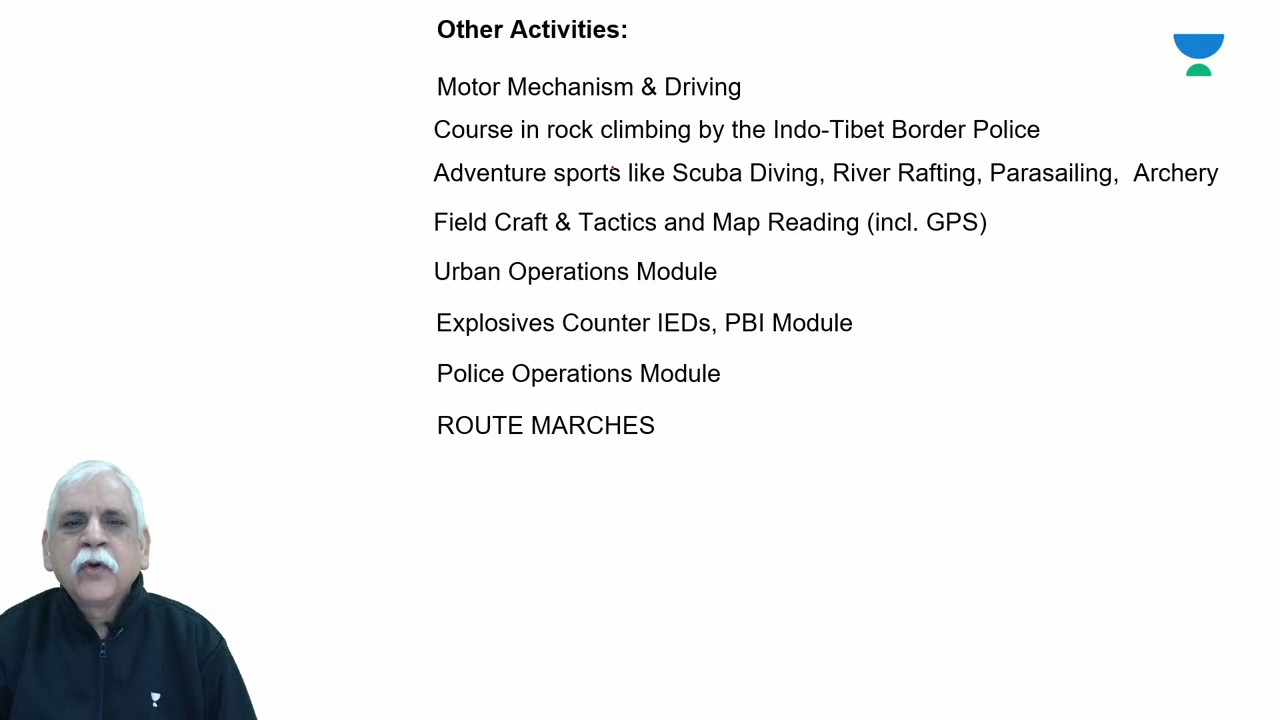 Other Activities:
Motor Mechanism & Driving
Course in rock climbing by the Indo-Tibet Border Police
Adventure sports like Scuba Diving, River Rafting, Parasailing, Archery
Field Craft & Tactics and Map Reading (incl. GPS)
Urban Operations Module
Explosives Counter IEDs, PBI Module
Police Operations Module
ROUTE MARCHES